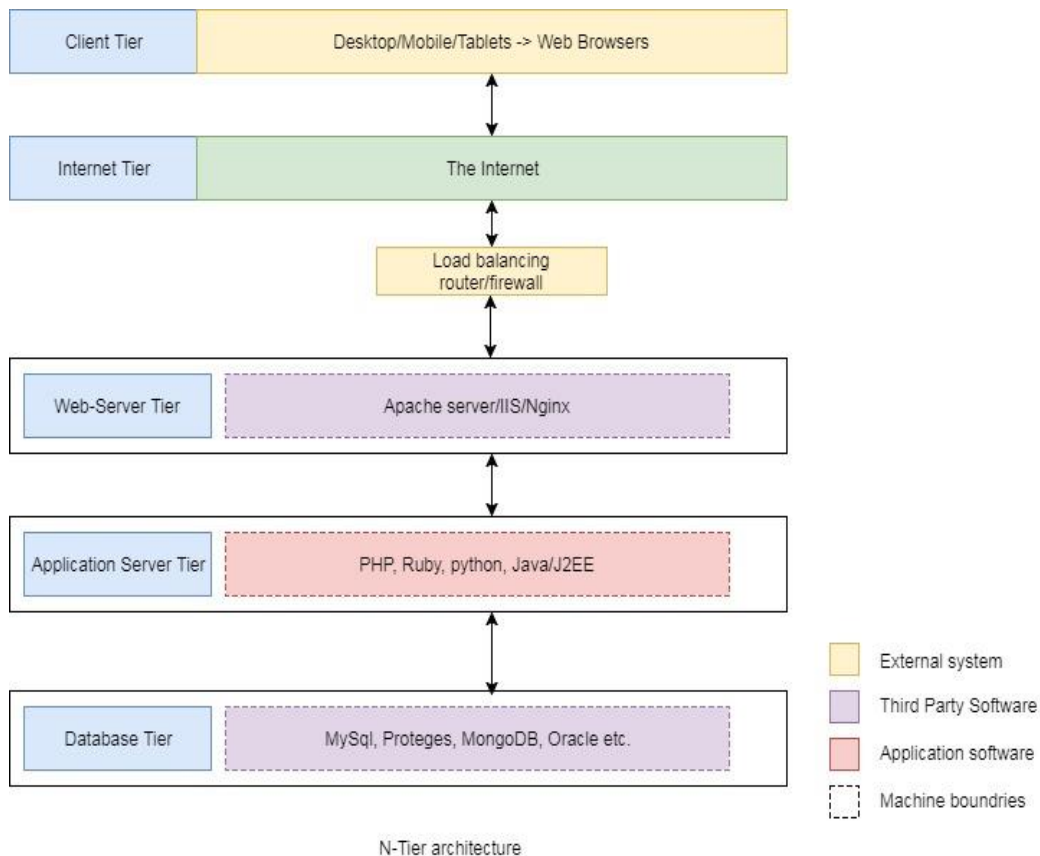 Client Tier
Desktop/Mobile/Tablets -> Web Browsers
Internet Tier
The Internet
Load balancing
router/firewall
Web-Server Tier
Apache server/IIS/Nginx
Application Server Tier
PHP, Ruby, python, Java/J2EE
Database Tier
MySql, Proteges, MongoDB, Oracle etc.
External system
Third Party Software
Application software
Machine boundries
N-Tier architecture